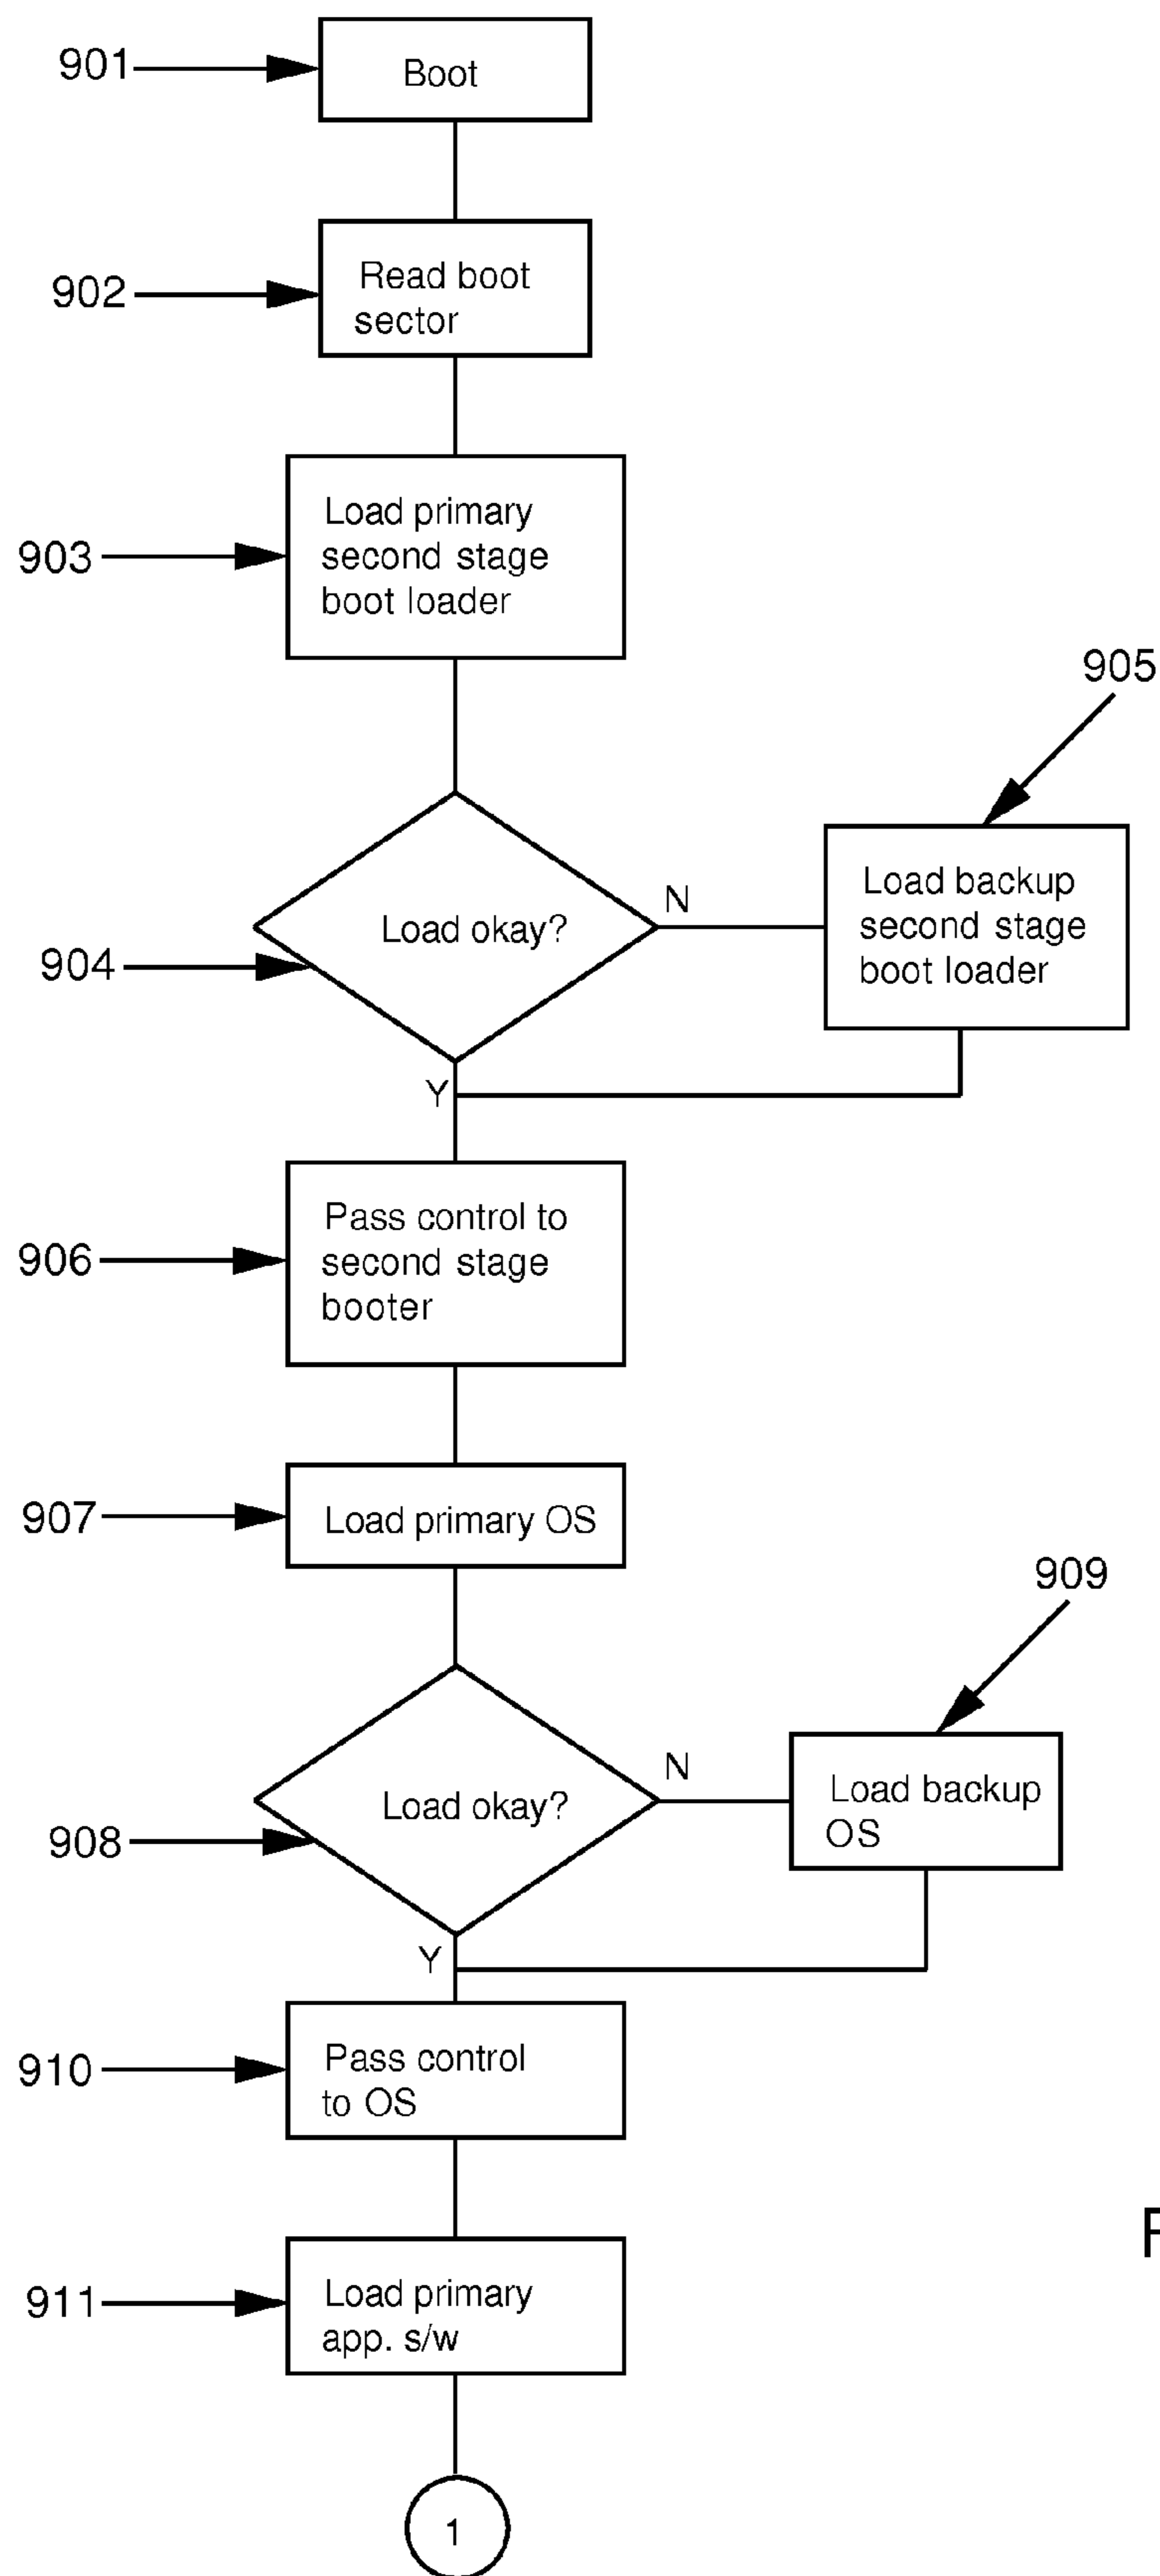 901
Boot
902
Read boot
sector
903
Load primary
second stage
boot loader
904
Load okay?
N
905
Load backup
second stage
boot loader
Y
906
Pass control to
second stage
booter
907
Load primary OS
908
Load okay?
N
909
Load backup
OS
Y
910
Pass control
to OS
911
Load primary
app. s/w
1